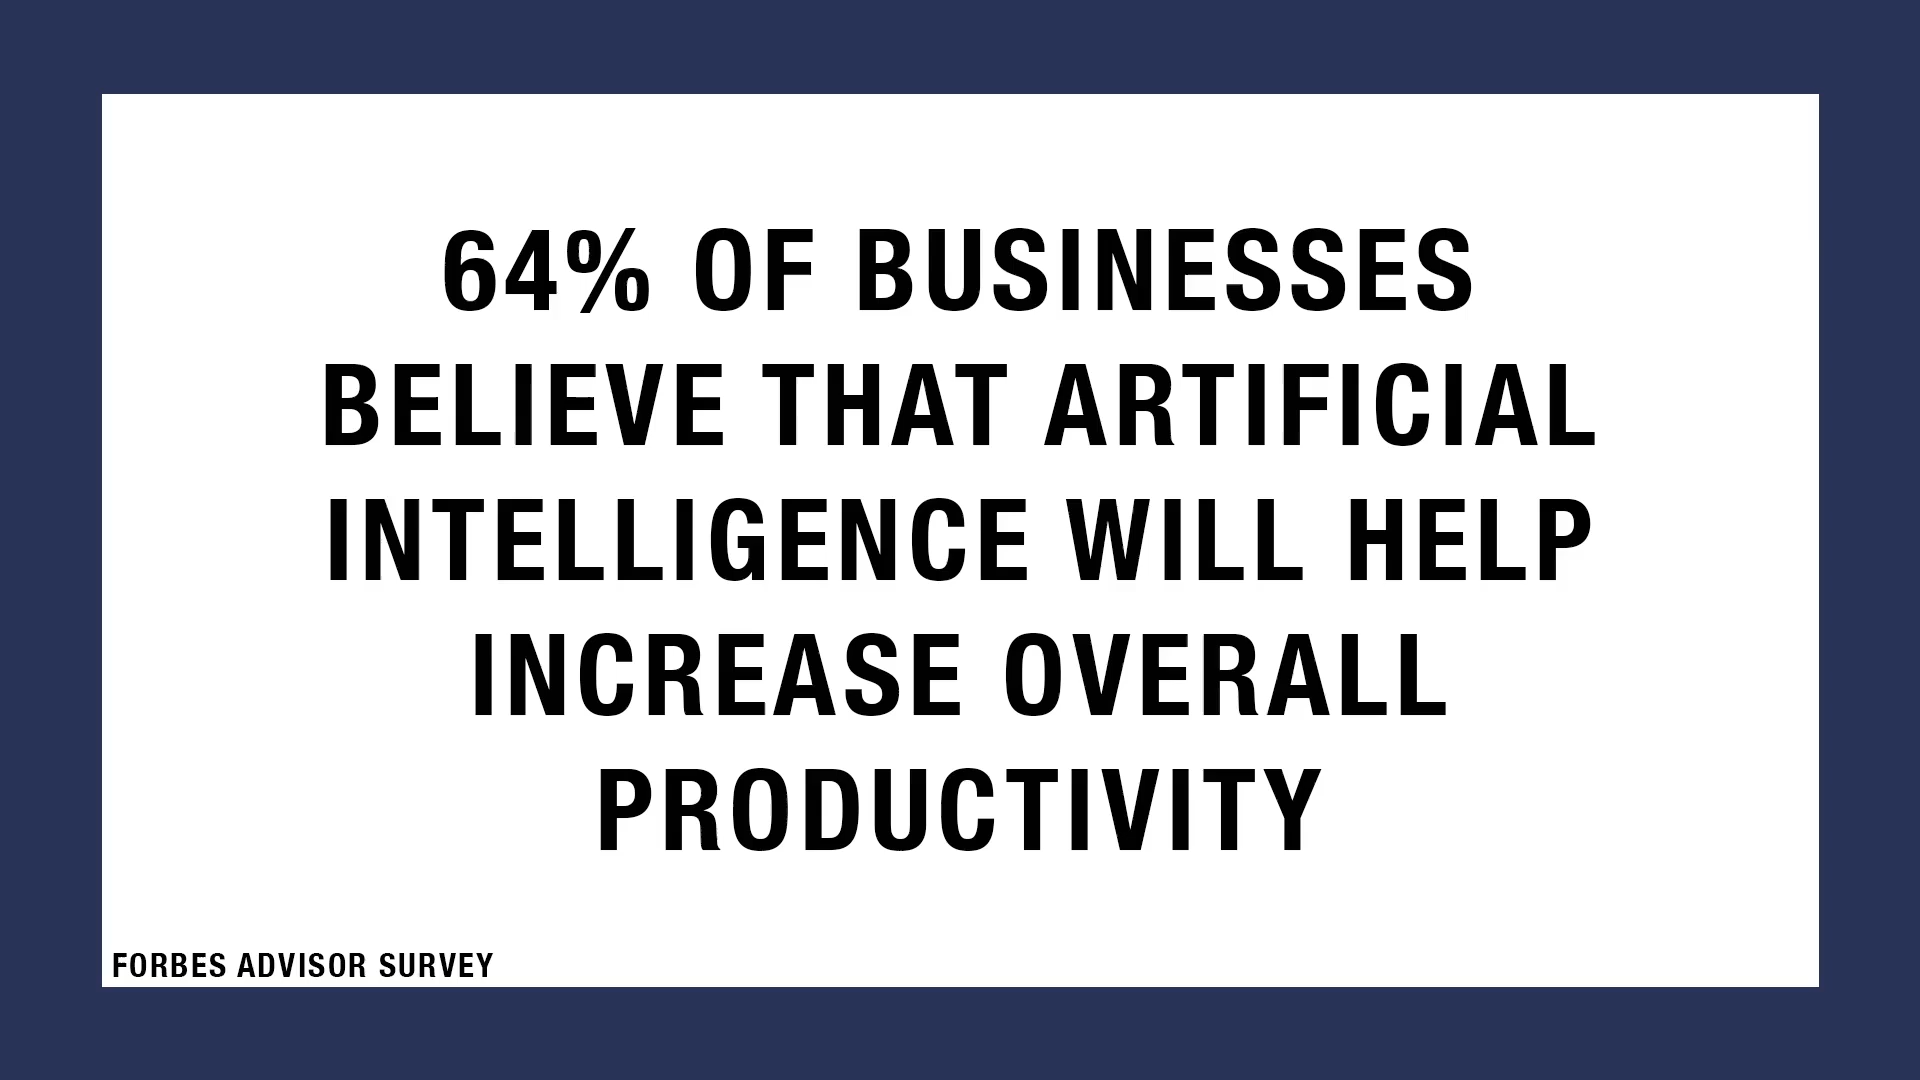 64% OF BUSINESSES
BELIEVE THAT ARTIFICIAL
INTELLIGENCE WILL HELP
INCREASE OVERALL
PRODUCTIVITY
FORBES ADVISOR SURVEY